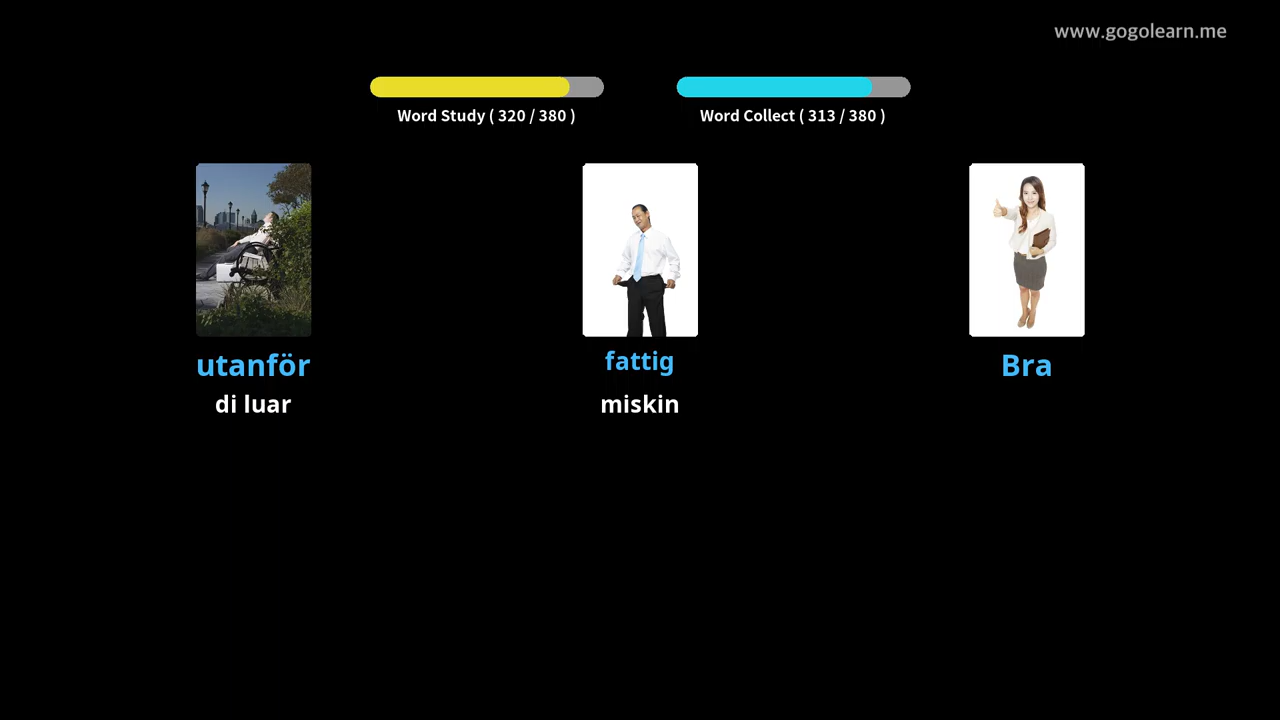 www.gogolearn.me
Word Study ( 320 / 380 )
Word Collect ( 313 / 380 )
utanför
fattig
Bra
di luar
miskin